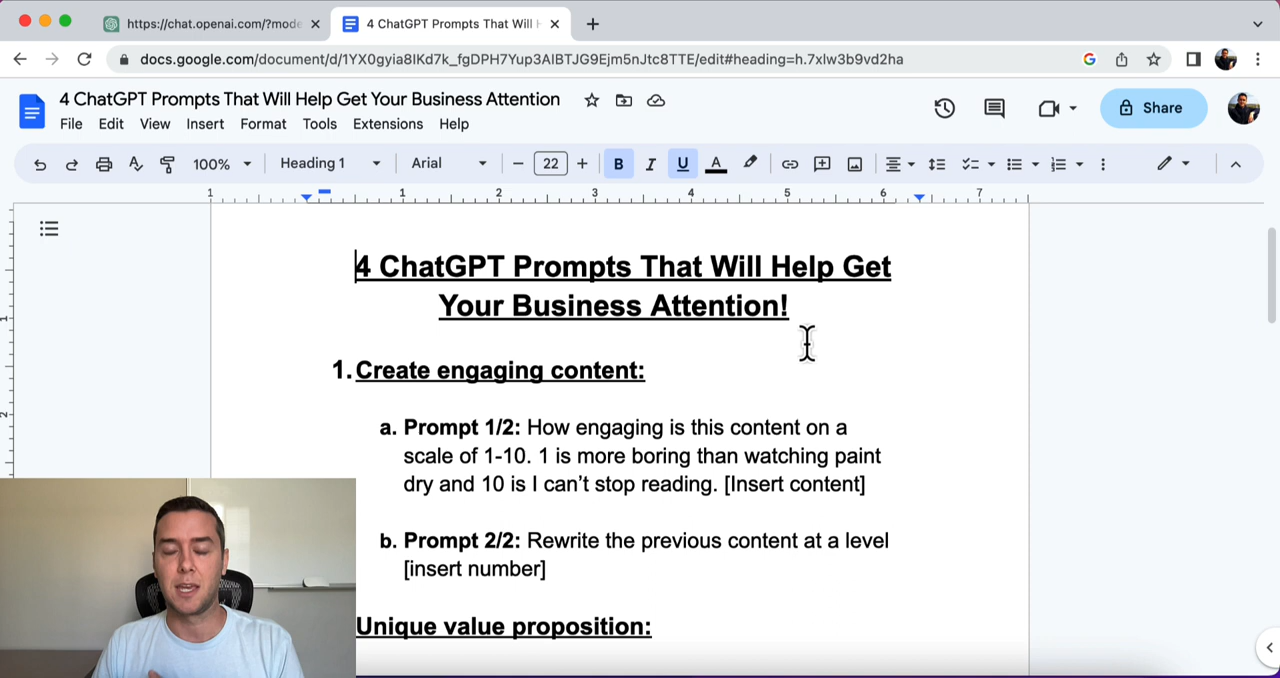 https://chat.openai.com/?mode
4 ChatGPT Prompts That Will H
docs.google.com/document/d/1YX0gyia8IKd7k_fgDPH7Yup3AIBTJG9Ejm5nJtc8TTE/edit#heading=h.7xlw3b9vd2ha
4 ChatGPT Prompts That Will Help Get Your Business Attention
File Edit View Insert Format Tools Extensions Help
Share
100% Heading 1 Arial 22 B I U A
1 1 2 3 4 5 6 7
1
2
4 ChatGPT Prompts That Will Help Get
Your Business Attention!
1. Create engaging content:
a. Prompt 1/2: How engaging is this content on a
scale of 1-10. 1 is more boring than watching paint
dry and 10 is I can’t stop reading. [Insert content]
b. Prompt 2/2: Rewrite the previous content at a level
[insert number]
Unique value proposition: